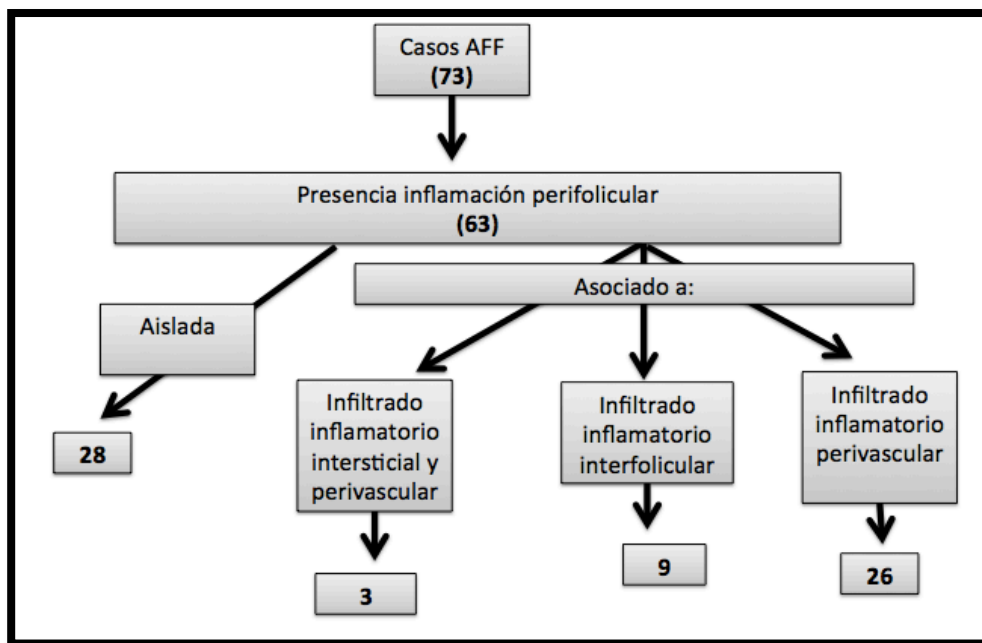 Casos AFF
(73)
Presencia inflamación perifolicular
(63)
Asociado a:
Aislada
28
Infiltrado
inflamatorio
intersticial y
perivascular
3
Infiltrado
inflamatorio
interfolicular
9
Infiltrado
inflamatorio
perivascular
26